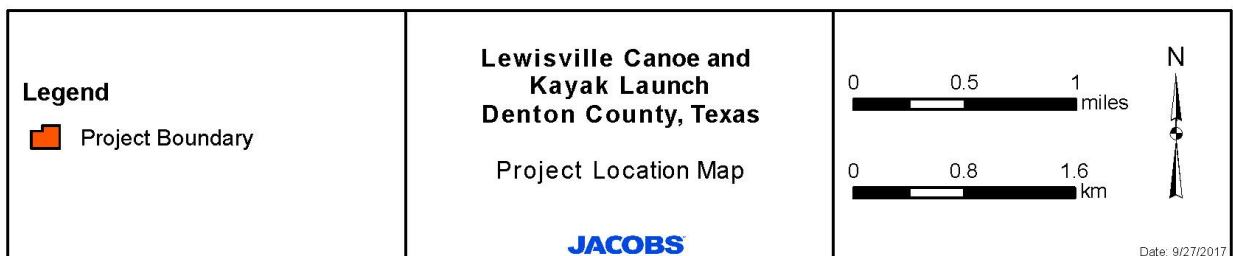 Legend
Project Boundary
Lewisville Canoe and
Kayak Launch
Denton County, Texas
Project Location Map
JACOBS
0 0.5 1
miles
0 0.8 1.6
km
N
Date: 9/27/2017